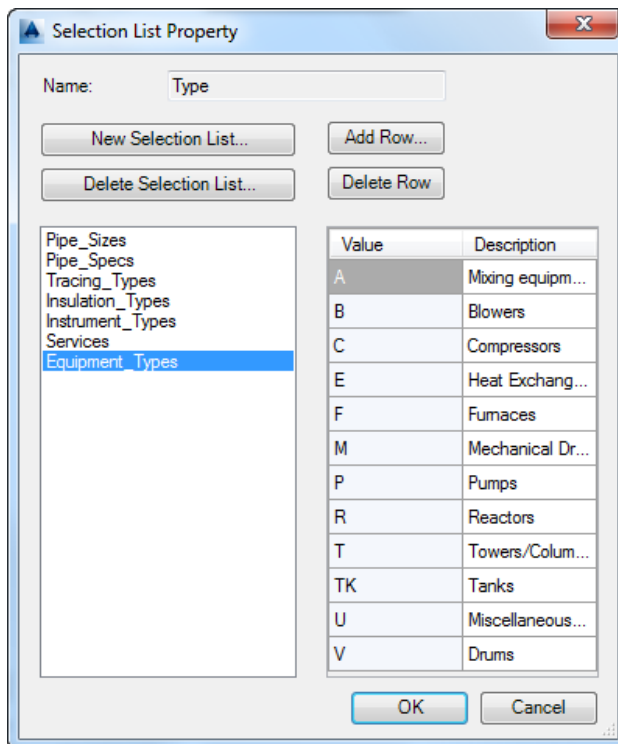 Selection List Property
Name: Type
New Selection List... Add Row...
Delete Selection List... Delete Row
Pipe_Sizes
Pipe_Specs
Tracing_Types
Insulation_Types
Instrument_Types
Services
Equipment_Types
Value Description
A Mixing equipm...
B Blowers
C Compressors
E Heat Exchang...
F Furnaces
M Mechanical Dr...
P Pumps
R Reactors
T Towers/Colum...
TK Tanks
U Miscellaneous...
V Drums
OK Cancel